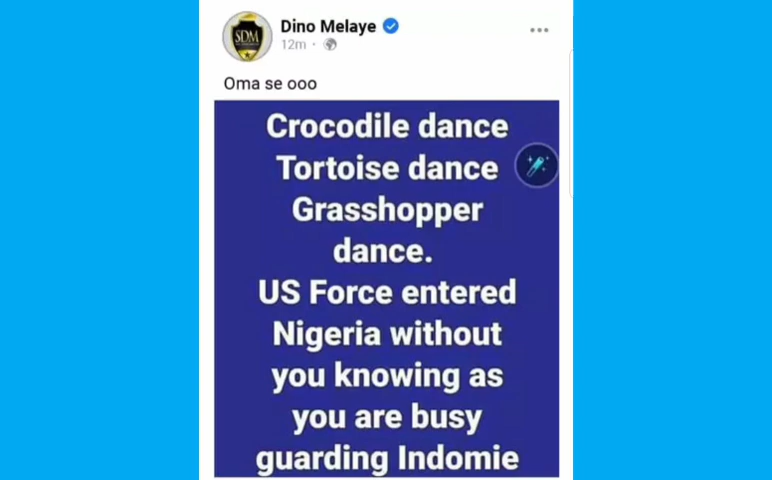 SDM
Dino Melaye
12m ·
Oma se ooo
Crocodile dance
Tortoise dance
Grasshopper
dance.
US Force entered
Nigeria without
you knowing as
you are busy
guarding Indomie